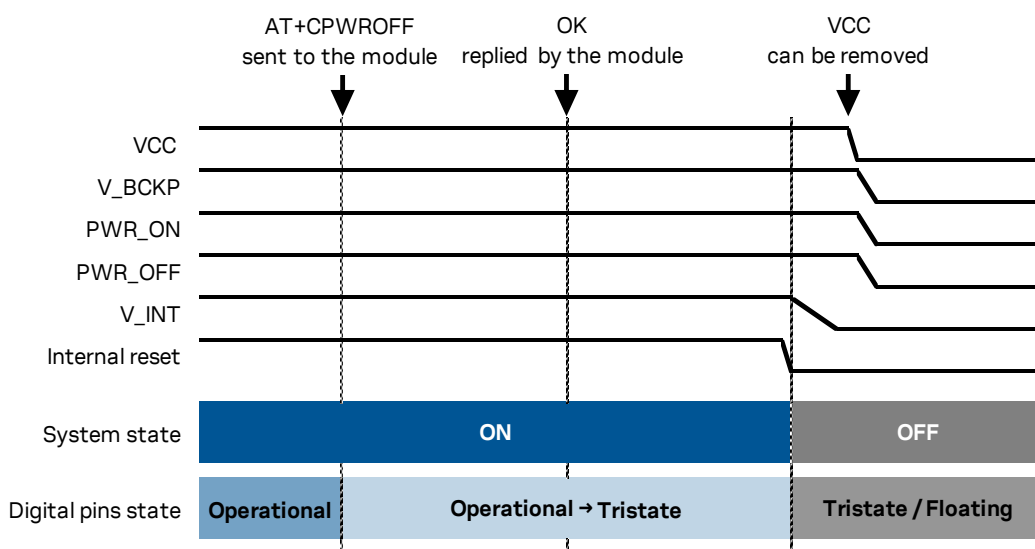 AT+CPWROFF
sent to the module
OK
replied by the module
VCC
can be removed
VCC
V_BCKP
PWR_ON
PWR_OFF
V_INT
Internal reset
System state
ON
OFF
Digital pins state
Operational
Operational → Tristate
Tristate / Floating